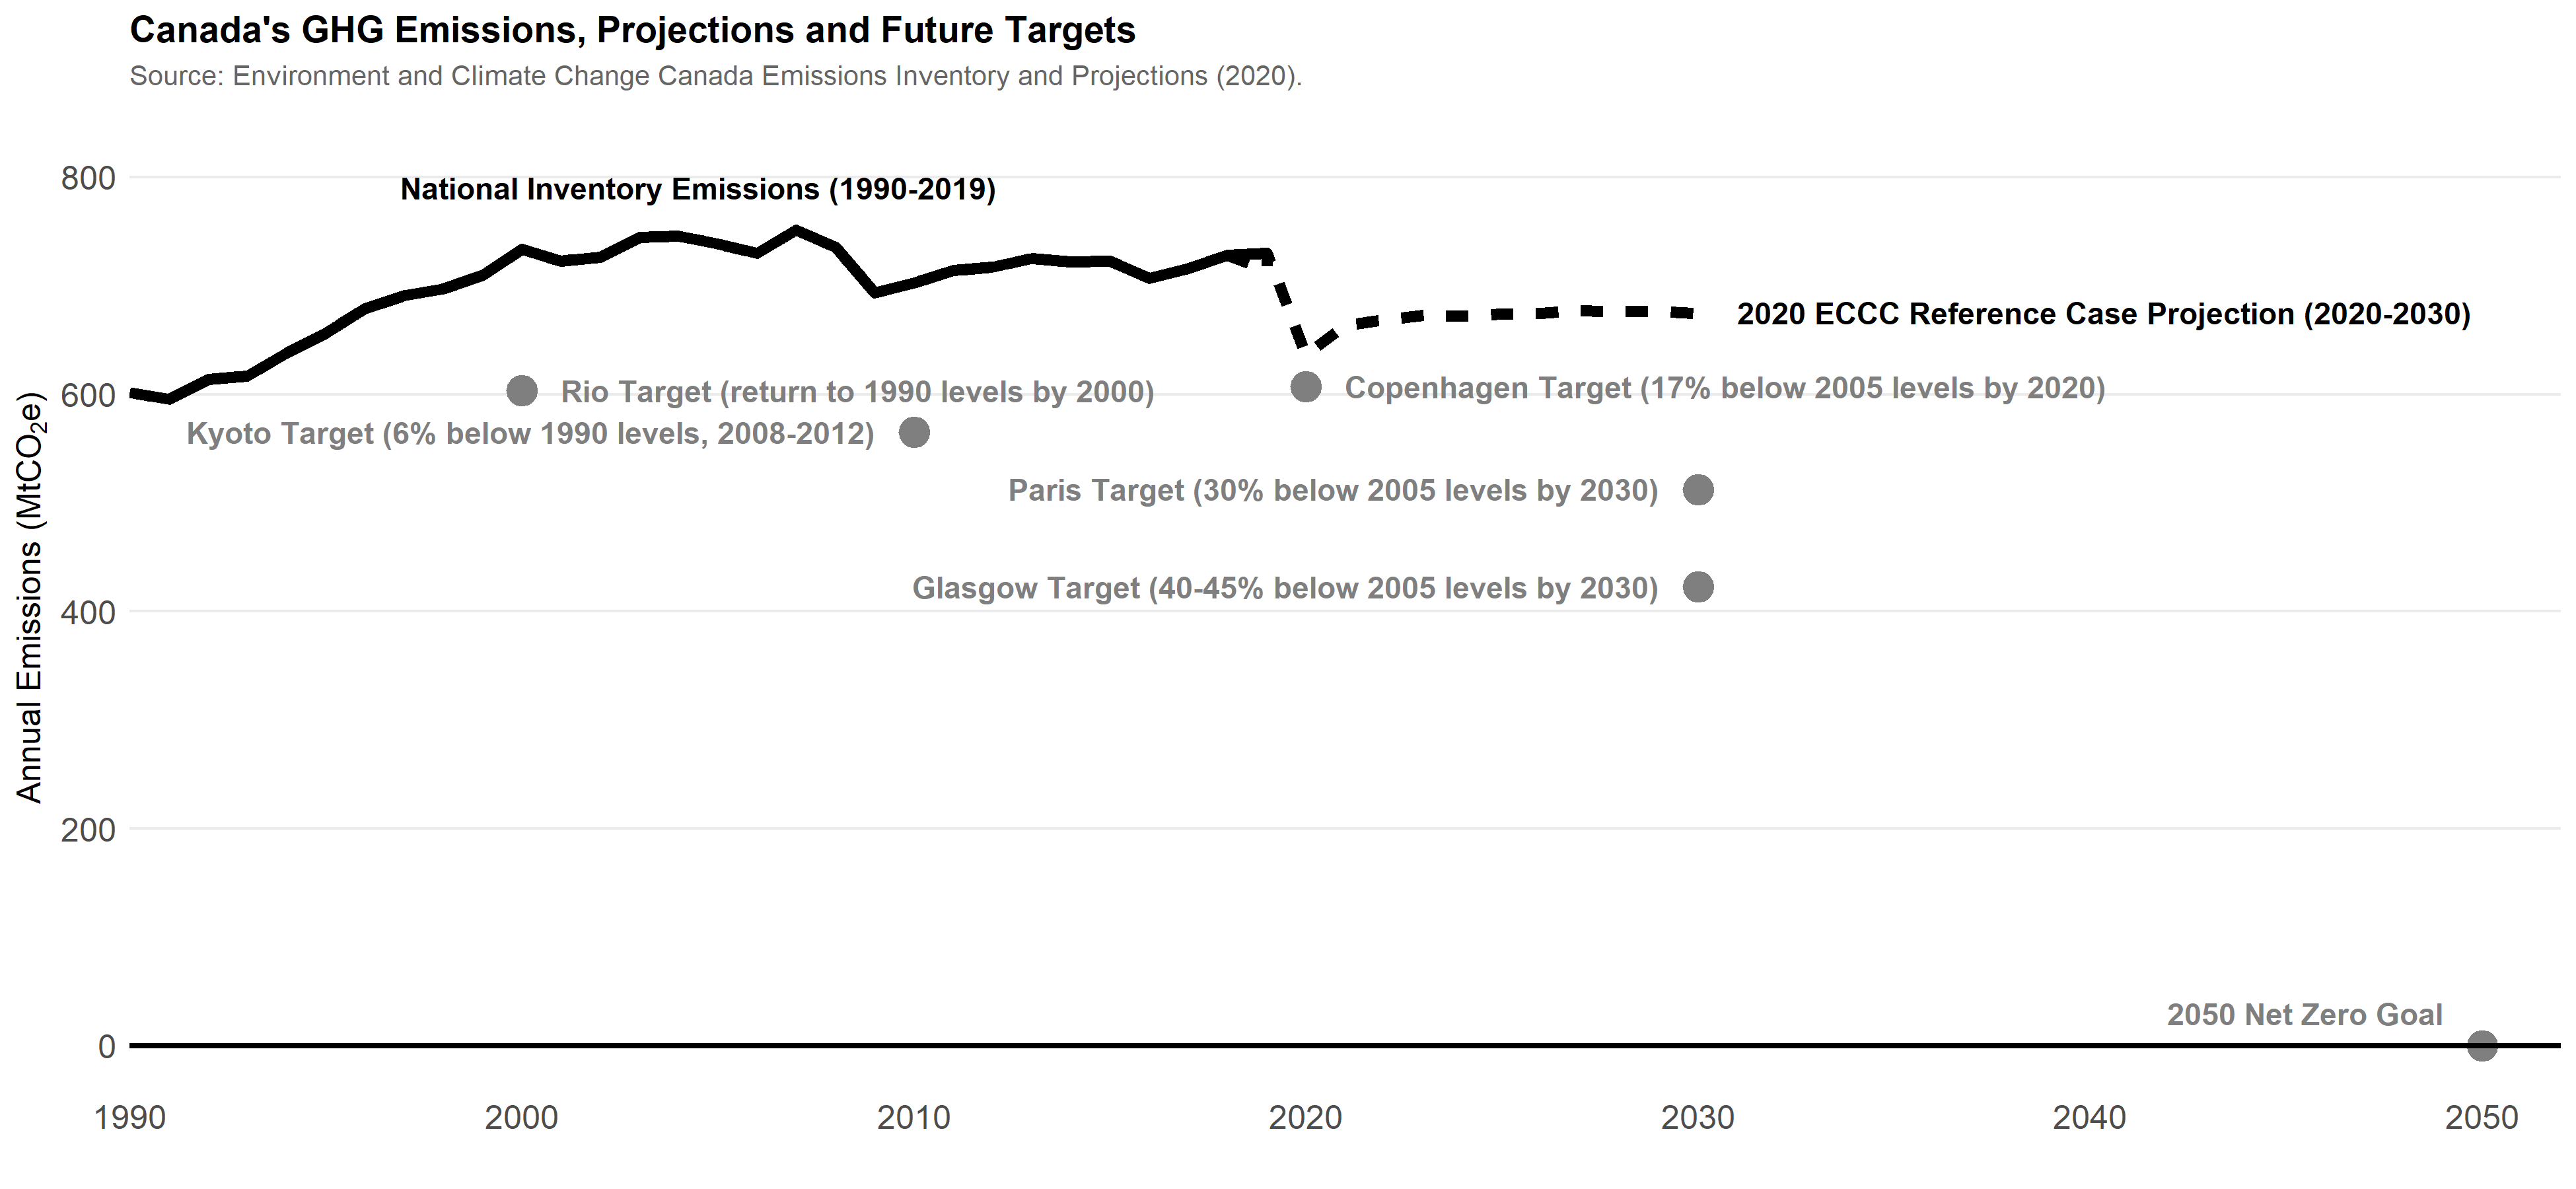 Canada's GHG Emissions, Projections and Future Targets
Source: Environment and Climate Change Canada Emissions Inventory and Projections (2020).
Annual Emissions (MtCO₂e)
800
National Inventory Emissions (1990-2019)
2020 ECCC Reference Case Projection (2020-2030)
600
Rio Target (return to 1990 levels by 2000)
Copenhagen Target (17% below 2005 levels by 2020)
Kyoto Target (6% below 1990 levels, 2008-2012)
Paris Target (30% below 2005 levels by 2030)
Glasgow Target (40-45% below 2005 levels by 2030)
400
200
2050 Net Zero Goal
0
1990 2000 2010 2020 2030 2040 2050